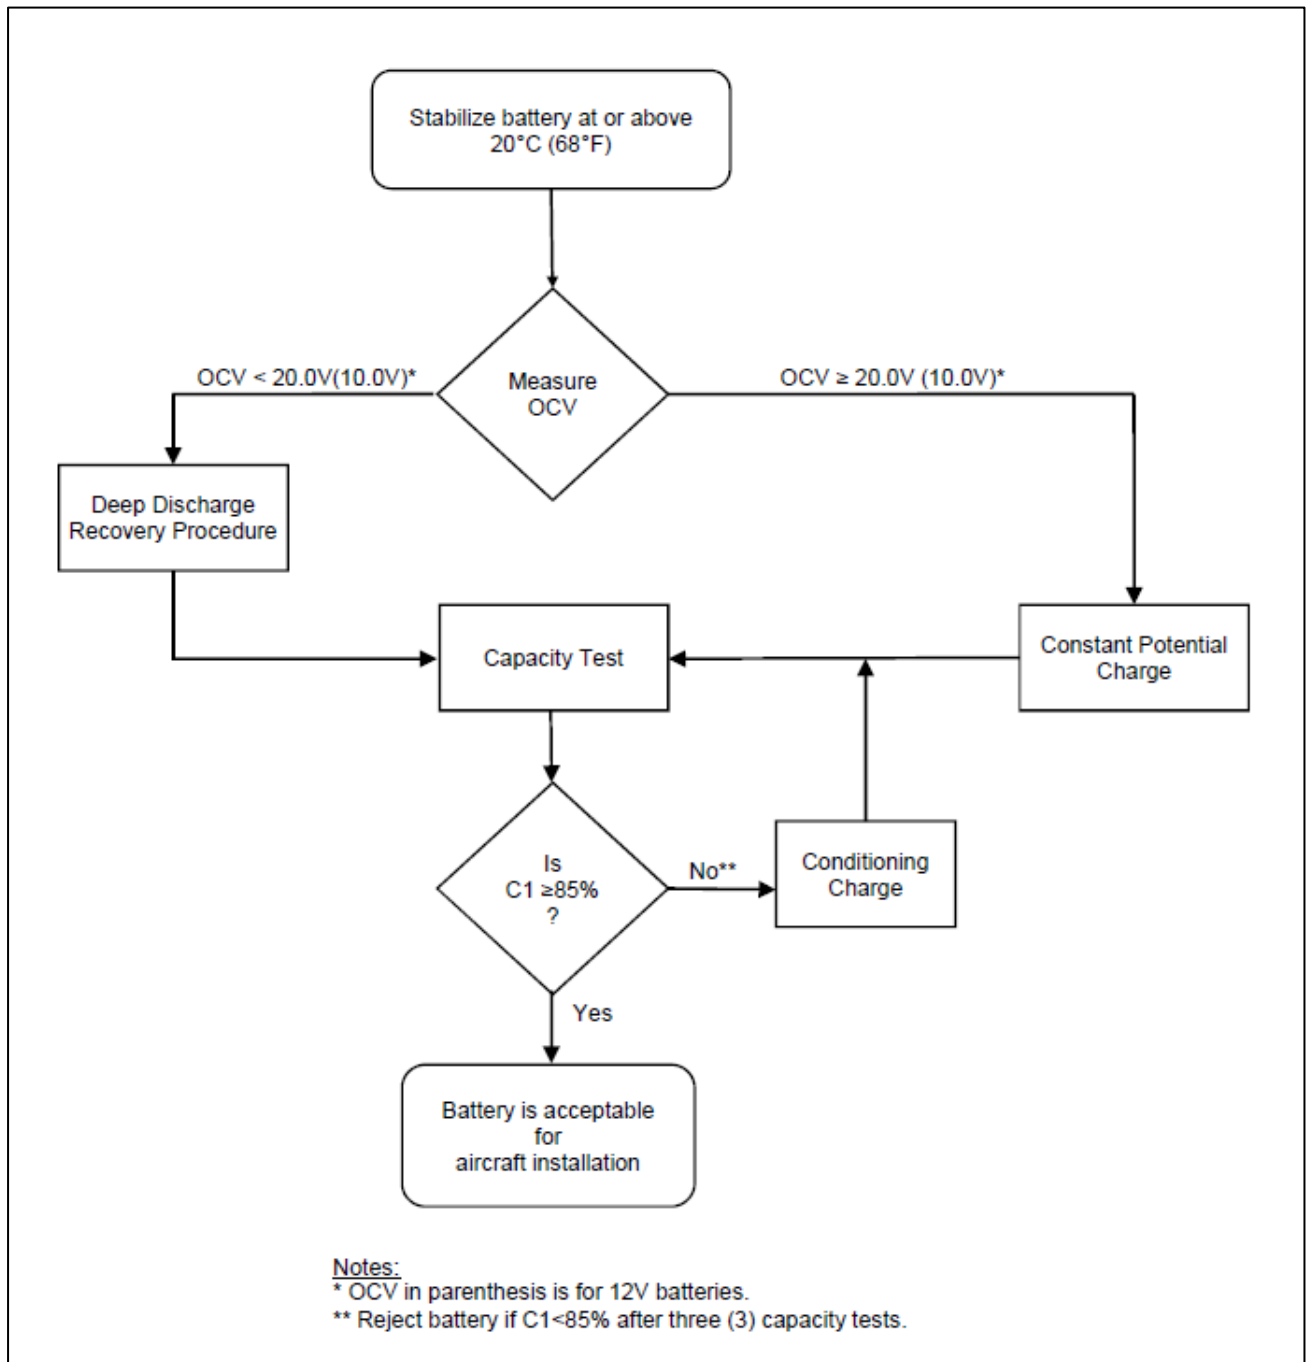 Stabilize battery at or above
20°C (68°F)
OCV < 20.0V(10.0V)*
OCV ≥ 20.0V (10.0V)*
Measure
OCV
Deep Discharge
Recovery Procedure
Capacity Test
Constant Potential
Charge
Is
C1 ≥85%
?
No**
Conditioning
Charge
Yes
Battery is acceptable
for
aircraft installation
Notes:
* OCV in parenthesis is for 12V batteries.
** Reject battery if C1<85% after three (3) capacity tests.